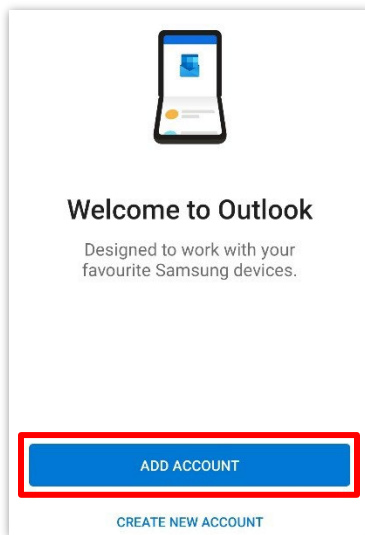 Welcome to Outlook
Designed to work with your
favourite Samsung devices.
ADD ACCOUNT
CREATE NEW ACCOUNT